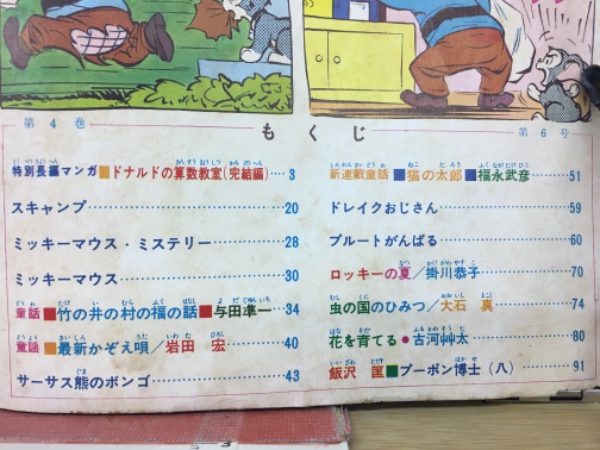 第4巻
もくじ
第6号
特別長編マンガ■ドナルドの算数教室(完結編)‥‥3
スキャンプ‥‥20
ミッキーマウス・ミステリー‥‥28
ミッキーマウス‥‥30
童話■竹の井の村の福の話■与田凖一‥‥34
童謡■最新かぞえ唄/岩田 宏‥‥40
サーサス熊のボンゴ‥‥43
新連載童話■猫の太郎■福永武彦‥‥51
ドレイクおじさん‥‥59
プルートがんばる‥‥60
ロッキーの夏/掛川恭子‥‥70
虫の国のひみつ/大石 真‥‥74
花を育てる●古河艸太‥‥80
飯沢 匡■プーポン博士(八)‥‥91